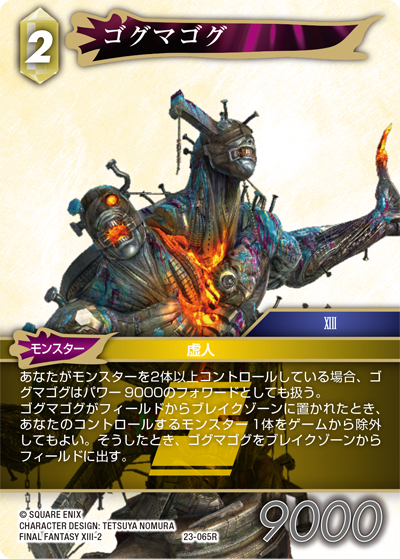 2
ゴグマゴグ
XIII
モンスター
虚人
あなたがモンスターを2体以上コントロールしている場合、ゴ
グマゴグはパワー9000のフォワードとしても扱う。
ゴグマゴグがフィールドからブレイクゾーンに置かれたとき、
あなたのコントロールするモンスター1体をゲームから除外
してもよい。そうしたとき、ゴグマゴグをブレイクゾーンから
フィールドに出す。
© SQUARE ENIX
CHARACTER DESIGN: TETSUYA NOMURA
FINAL FANTASY XIII-2
23-065R
9000